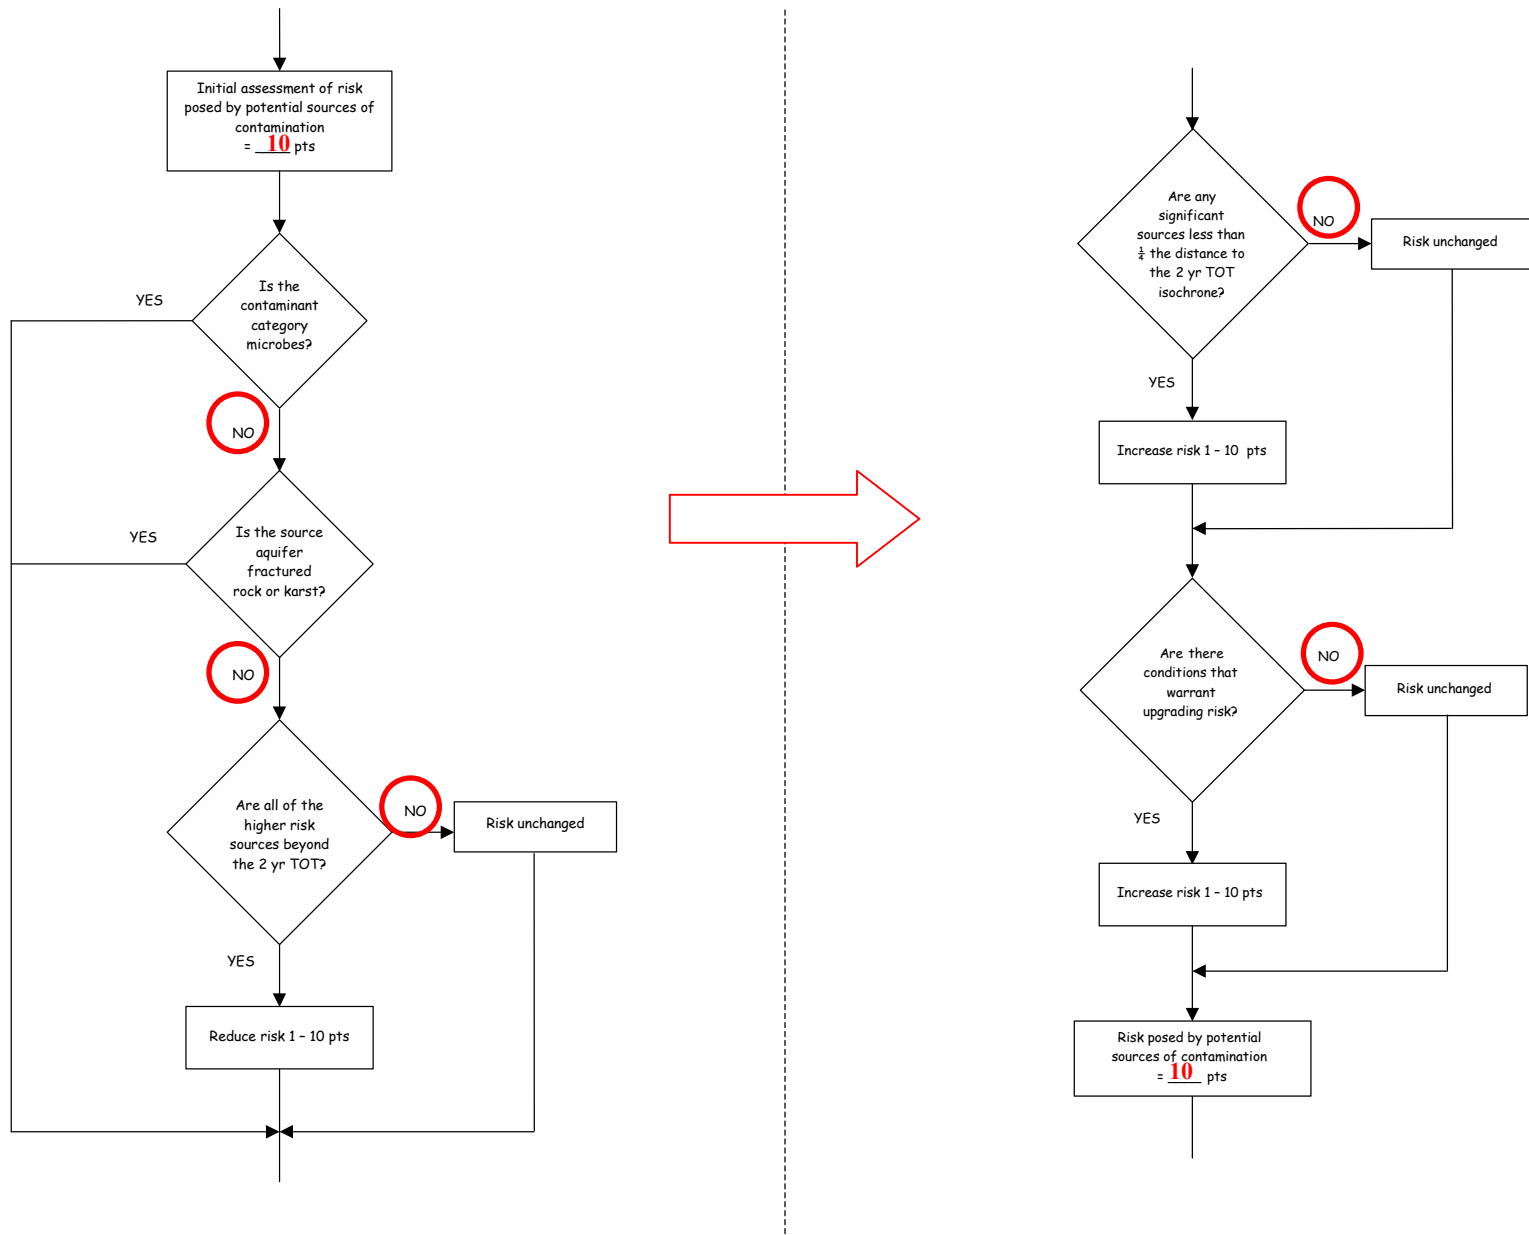 Initial assessment of risk
posed by potential sources of
contamination
= 10 pts
Is the
contaminant
category
microbes?
YES
NO
Is the source
aquifer
fractured
rock or karst?
YES
NO
Are all of the
higher risk
sources beyond
the 2 yr TOT?
NO
Risk unchanged
YES
Reduce risk 1 – 10 pts
Are any
significant
sources less than
¼ the distance to
the 2 yr TOT
isochrone?
NO
Risk unchanged
YES
Increase risk 1 – 10 pts
Are there
conditions that
warrant
upgrading risk?
NO
Risk unchanged
YES
Increase risk 1 – 10 pts
Risk posed by potential
sources of contamination
= 10 pts